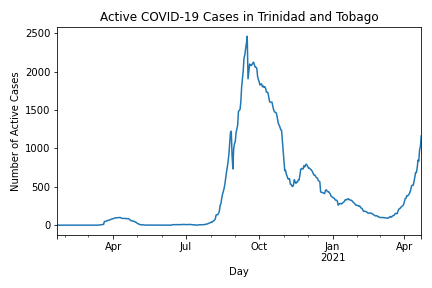 Active COVID-19 Cases in Trinidad and Tobago
Number of Active Cases
2500
2000
1500
1000
500
0
Apr
Jul
Oct
Jan
2021
Apr
Day